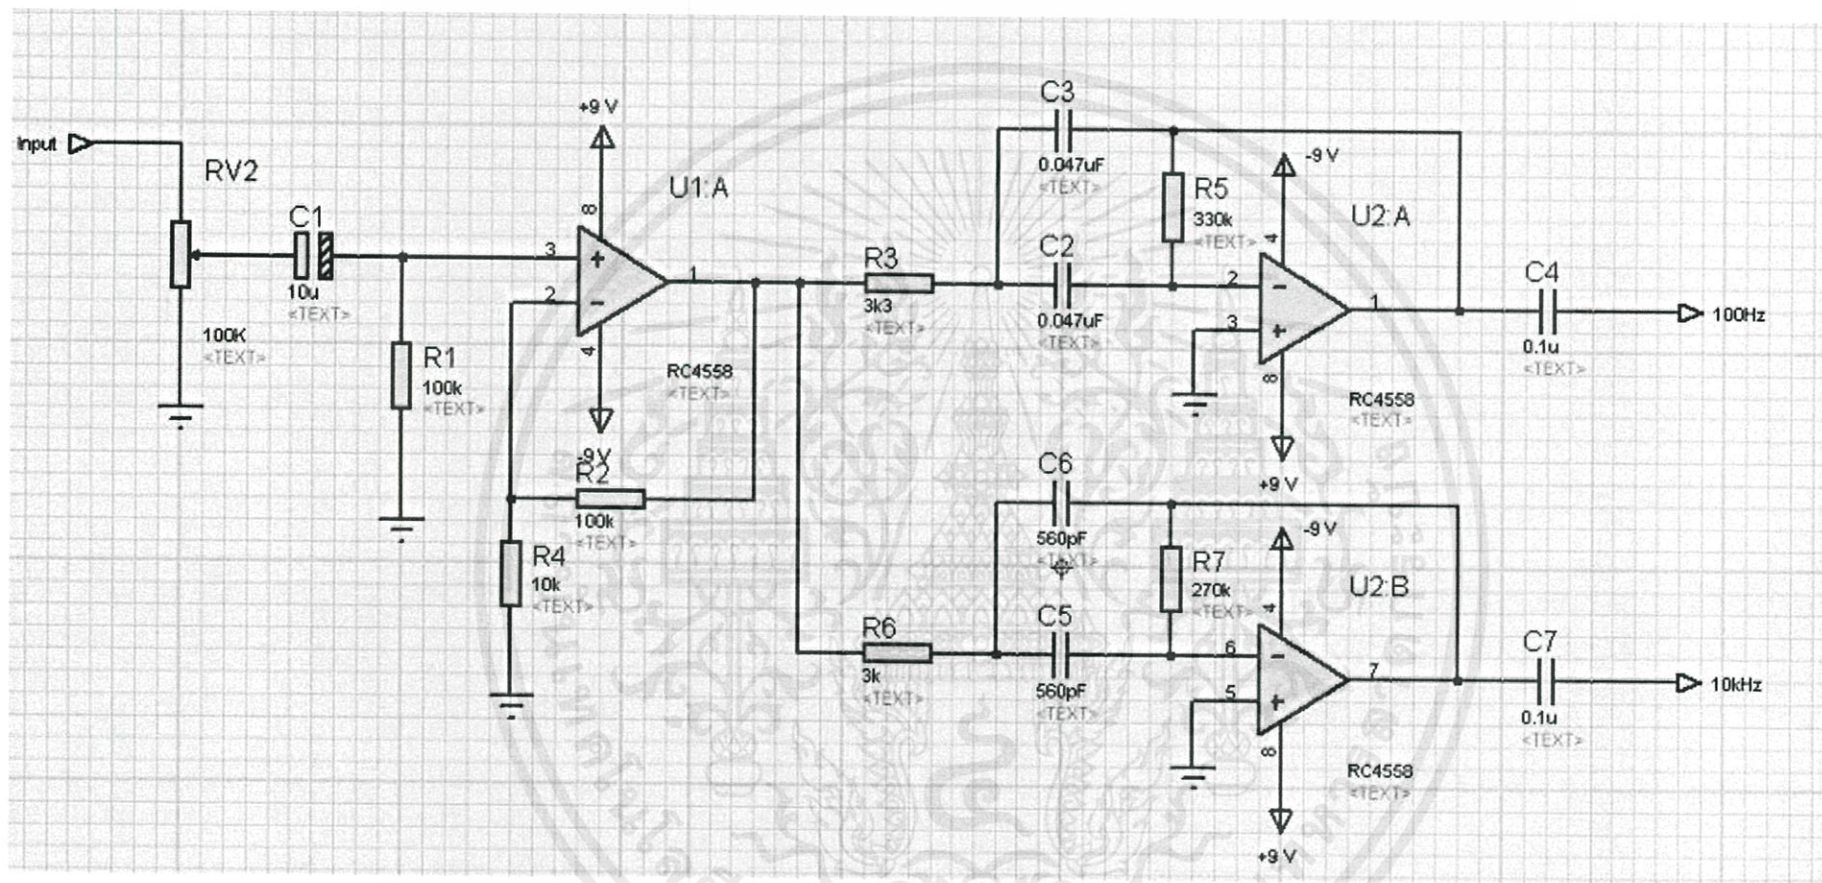 Input
RV2
100K
<TEXT>
C1
10u
<TEXT>
R1
100k
<TEXT>
+9 V
8
3
2
1
4
U1:A
RC4558
<TEXT>
-9 V
R2
100k
<TEXT>
R4
10k
<TEXT>
R3
3k3
<TEXT>
C3
0.047uF
<TEXT>
C2
0.047uF
<TEXT>
R5
330k
<TEXT>
-9 V
4
2
3
1
8
U2:A
RC4558
<TEXT>
+9 V
C4
0.1u
<TEXT>
100Hz
R6
3k
<TEXT>
C6
560pF
<TEXT>
C5
560pF
<TEXT>
R7
270k
<TEXT>
-9 V
4
6
5
7
8
U2:B
RC4558
<TEXT>
+9 V
C7
0.1u
<TEXT>
10kHz